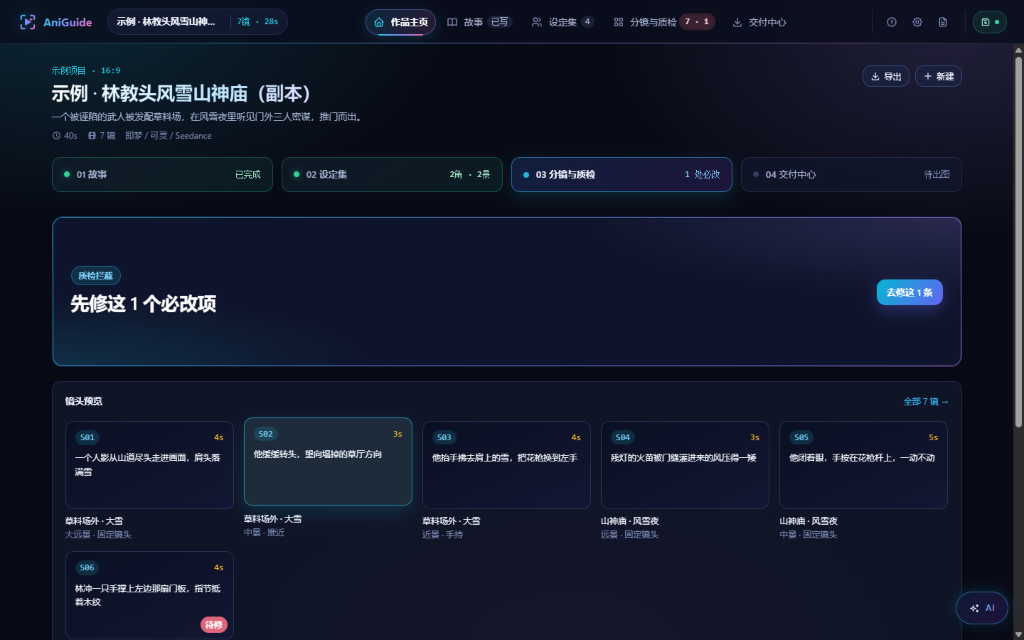 AniGuide
示例 · 林教头风雪山神...
7镜 · 28s
作品主页
故事 已写
设定集 4
分镜与质检 7 · 1
交付中心
示例项目 · 16:9
示例 · 林教头风雪山神庙（副本）
导出
新建
一个被诬陷的武人被发配草料场，在风雪夜里听见门外三人密谋，推门而出。
40s 7 镜 即梦 / 可灵 / Seedance
01 故事 已完成
02 设定集 2角 · 2景
03 分镜与质检 1 处必改
04 交付中心 待出图
质检拦截
先修这 1 个必改项
去修这 1 条
镜头预览
全部 7 镜 →
S01 4s
一个人影从山道尽头走进画面，肩头落满雪
草料场外 · 大雪
大远景 · 固定镜头
S02 3s
他缓缓转头，望向塌掉的草厅方向
草料场外 · 大雪
中景 · 推近
S03 4s
他抬手拂去肩上的雪，把花枪换到左手
草料场外 · 大雪
近景 · 手持
S04 3s
残灯的火苗被门缝灌进来的风压得一矮
山神庙 · 风雪夜
远景 · 固定镜头
S05 5s
他闭着眼，手按在花枪杆上，一动不动
山神庙 · 风雪夜
中景 · 固定镜头
S06 4s
林冲一只手撑上左边那扇门板，指节抵着木纹
待修
AI